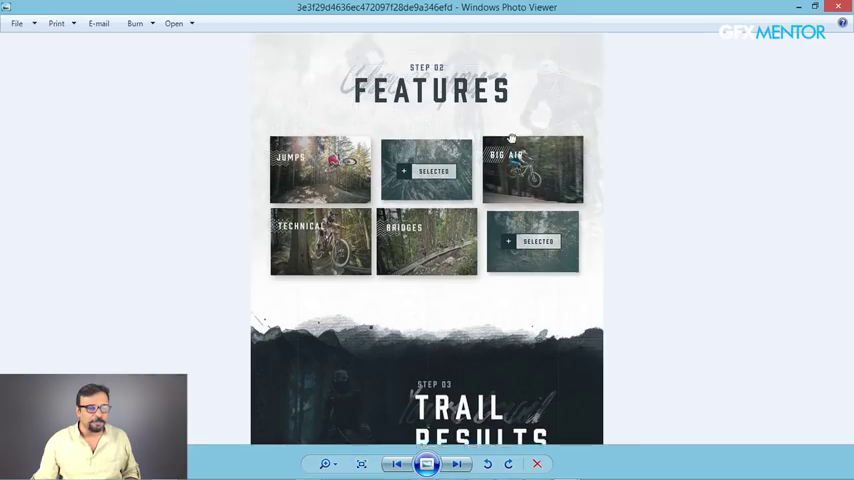 3e3f29d4636ec472097f28de9a346efd - Windows Photo Viewer
File Print E-mail Burn Open
GFXMENTOR
STEP 02
FEATURES
JUMPS
+ SELECTED
BIG AIR
TECHNICAL
BRIDGES
+ SELECTED
STEP 03
TRAIL
RESULTS